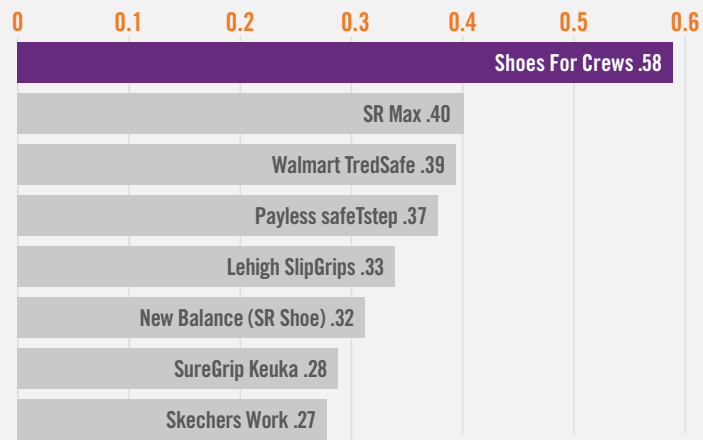 0 0.1 0.2 0.3 0.4 0.5 0.6
Shoes For Crews .58
SR Max .40
Walmart TredSafe .39
Payless safeTstep .37
Lehigh SlipGrips .33
New Balance (SR Shoe) .32
SureGrip Keuka .28
Skechers Work .27